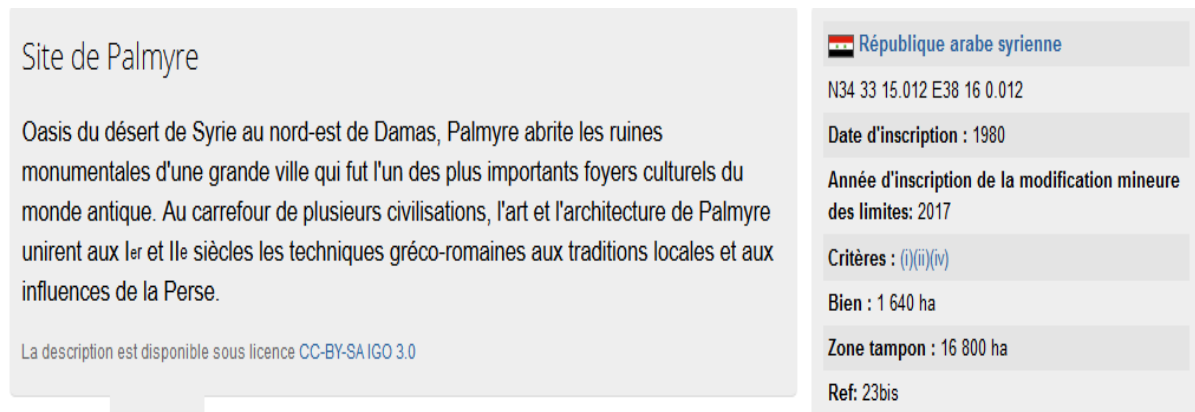 Site de Palmyre
Oasis du désert de Syrie au nord-est de Damas, Palmyre abrite les ruines
monumentales d'une grande ville qui fut l'un des plus importants foyers culturels du
monde antique. Au carrefour de plusieurs civilisations, l'art et l'architecture de Palmyre
unirent aux Ier et IIe siècles les techniques gréco-romaines aux traditions locales et aux
influences de la Perse.
La description est disponible sous licence CC-BY-SA IGO 3.0
République arabe syrienne
N34 33 15.012 E38 16 0.012
Date d'inscription : 1980
Année d'inscription de la modification mineure
des limites: 2017
Critères : (i)(ii)(iv)
Bien : 1 640 ha
Zone tampon : 16 800 ha
Ref: 23bis